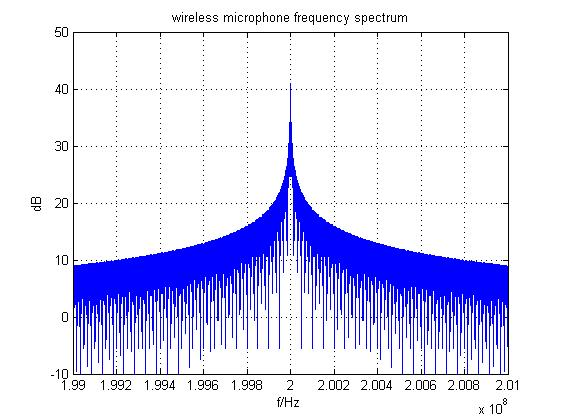 wireless microphone frequency spectrum
50
40
30
20
10
0
-10
dB
1.99 1.992 1.994 1.996 1.998 2 2.002 2.004 2.006 2.008 2.01
f/Hz
x 10⁸